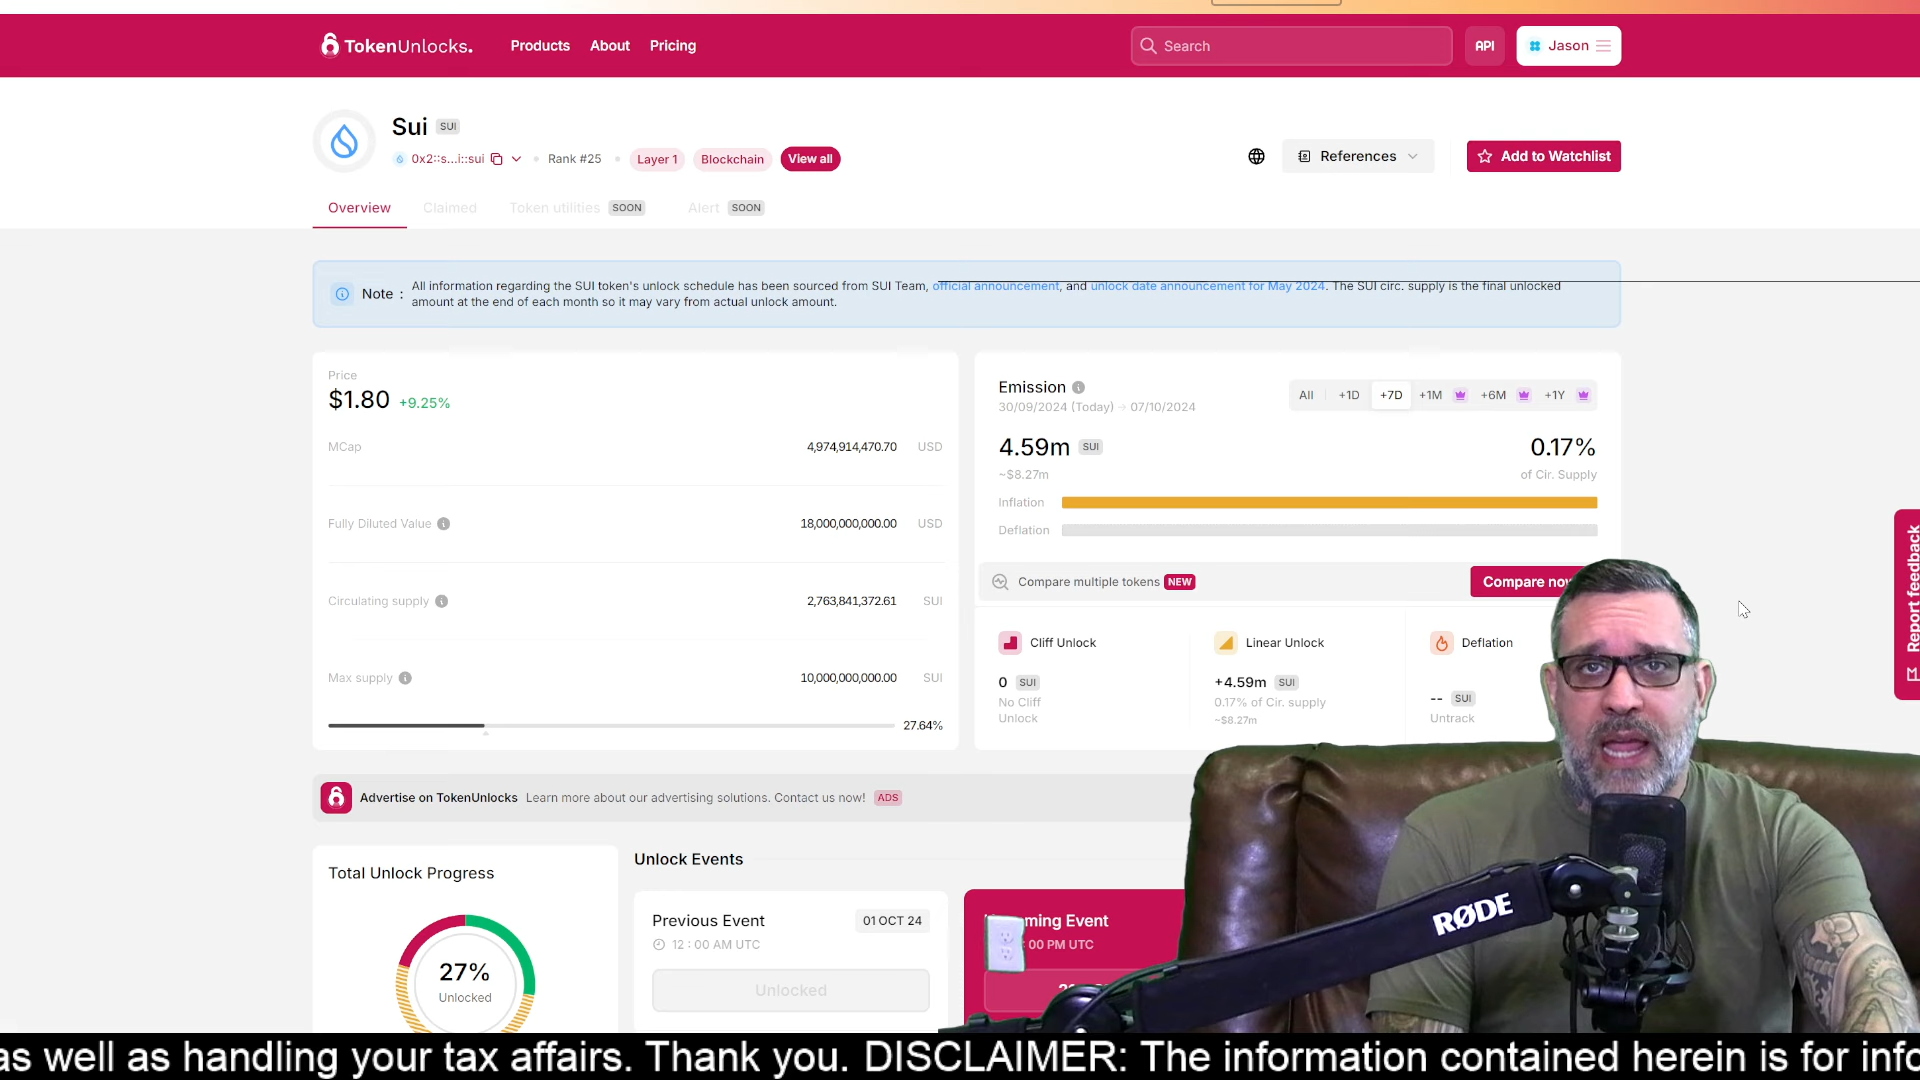 TokenUnlocks.
Products About Pricing
Search
API
Jason
Sui SUI
0x2::s...i::sui Rank #25 Layer 1 Blockchain View all
References
Add to Watchlist
Overview Claimed Token utilities SOON Alert SOON
Note : All information regarding the SUI token's unlock schedule has been sourced from SUI Team, official announcement, and unlock date announcement for May 2024. The SUI circ. supply is the final unlocked
amount at the end of each month so it may vary from actual unlock amount.
Price
$1.80 +9.25%
MCap 4,974,914,470.70 USD
Fully Diluted Value 18,000,000,000.00 USD
Circulating supply 2,763,841,372.61 SUI
Max supply 10,000,000,000.00 SUI
27.64%
Emission
All +1D +7D +1M +6M +1Y
30/09/2024 (Today) → 07/10/2024
4.59m SUI 0.17%
~$8.27m of Cir. Supply
Inflation
Deflation
Compare multiple tokens NEW
Compare now
Cliff Unlock
0 SUI
No Cliff
Unlock
Linear Unlock
+4.59m SUI
0.17% of Cir. supply
~$8.27m
Deflation
-- SUI
Untrack
Report feedback
Advertise on TokenUnlocks Learn more about our advertising solutions. Contact us now! ADS
Total Unlock Progress
27%
Unlocked
Unlock Events
Previous Event 01 OCT 24
12 : 00 AM UTC
Unlocked
ming Event
00 PM UTC
RØDE
as well as handling your tax affairs. Thank you. DISCLAIMER: The information contained herein is for info